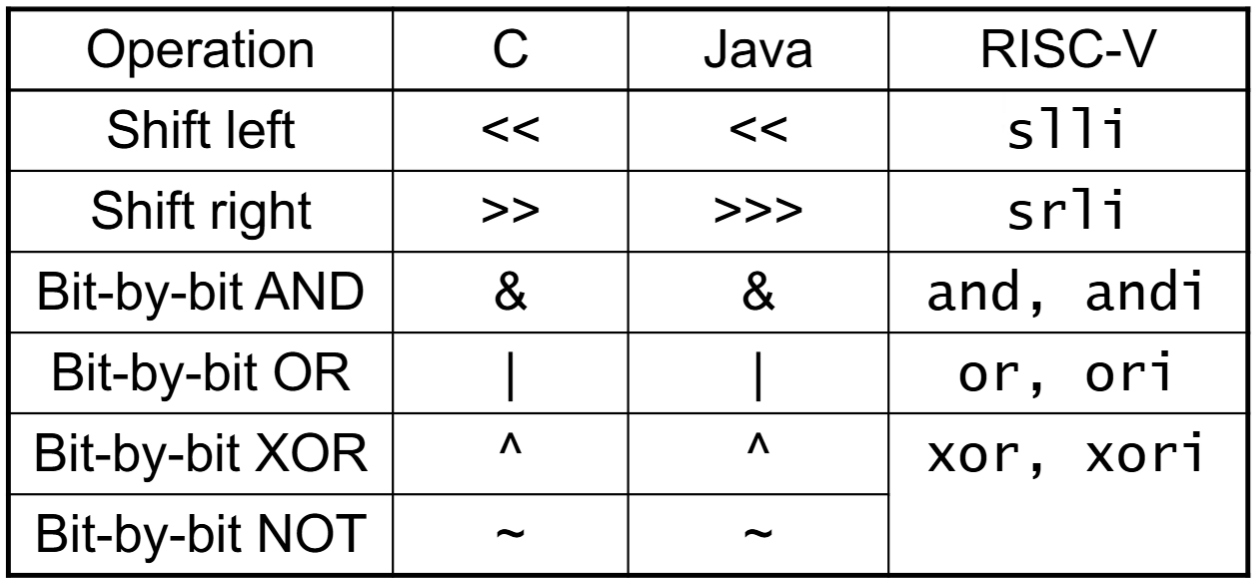 Operation C Java RISC-V
Shift left << << slli
Shift right >> >>> srli
Bit-by-bit AND & & and, andi
Bit-by-bit OR | | or, ori
Bit-by-bit XOR ^ ^ xor, xori
Bit-by-bit NOT ~ ~